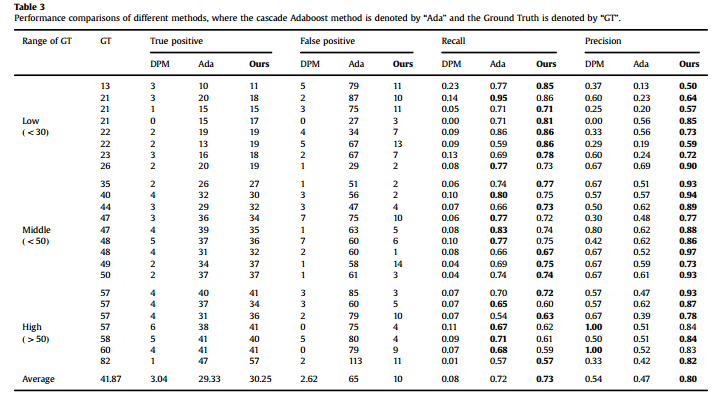 Table 3
Performance comparisons of different methods, where the cascade Adaboost method is denoted by "Ada" and the Ground Truth is denoted by "GT".
Range of GT GT True positive False positive Recall Precision
DPM Ada Ours DPM Ada Ours DPM Ada Ours DPM Ada Ours
13 3 10 11 5 79 11 0.23 0.77 0.85 0.37 0.13 0.50
21 3 20 18 2 87 10 0.14 0.95 0.86 0.60 0.23 0.64
21 1 15 15 3 75 11 0.05 0.71 0.71 0.25 0.20 0.57
Low 21 0 15 17 0 27 3 0.00 0.71 0.81 0.00 0.56 0.85
(<30) 22 2 19 19 4 34 7 0.09 0.86 0.86 0.33 0.56 0.73
22 2 13 19 5 67 13 0.09 0.59 0.86 0.29 0.19 0.59
23 3 16 18 2 67 7 0.13 0.69 0.78 0.60 0.24 0.72
26 2 20 19 1 29 2 0.08 0.77 0.73 0.67 0.69 0.90
35 2 26 27 1 51 2 0.06 0.74 0.77 0.67 0.51 0.93
40 4 32 30 3 56 2 0.10 0.80 0.75 0.57 0.57 0.94
44 3 29 32 3 47 4 0.07 0.66 0.73 0.50 0.62 0.89
47 3 36 34 7 75 10 0.06 0.77 0.72 0.30 0.48 0.77
Middle 47 4 39 35 1 63 5 0.08 0.83 0.74 0.80 0.62 0.88
(<50) 48 5 37 36 7 60 6 0.10 0.77 0.75 0.42 0.62 0.86
48 4 31 32 2 60 1 0.08 0.66 0.67 0.67 0.52 0.97
49 2 34 37 1 58 14 0.04 0.69 0.75 0.67 0.59 0.73
50 2 37 37 1 61 3 0.04 0.74 0.74 0.67 0.61 0.93
57 4 40 41 3 85 3 0.07 0.70 0.72 0.57 0.47 0.93
57 4 37 34 3 60 5 0.07 0.65 0.60 0.57 0.62 0.87
57 4 31 36 2 79 10 0.07 0.54 0.63 0.67 0.39 0.78
High 57 6 38 41 0 75 4 0.11 0.67 0.62 1.00 0.51 0.84
(>50) 58 5 41 40 5 80 4 0.09 0.71 0.61 0.50 0.51 0.84
60 4 41 41 0 79 9 0.07 0.68 0.59 1.00 0.52 0.83
82 1 47 57 2 113 11 0.01 0.57 0.57 0.33 0.42 0.82
Average 41.87 3.04 29.33 30.25 2.62 65 10 0.08 0.72 0.73 0.54 0.47 0.80